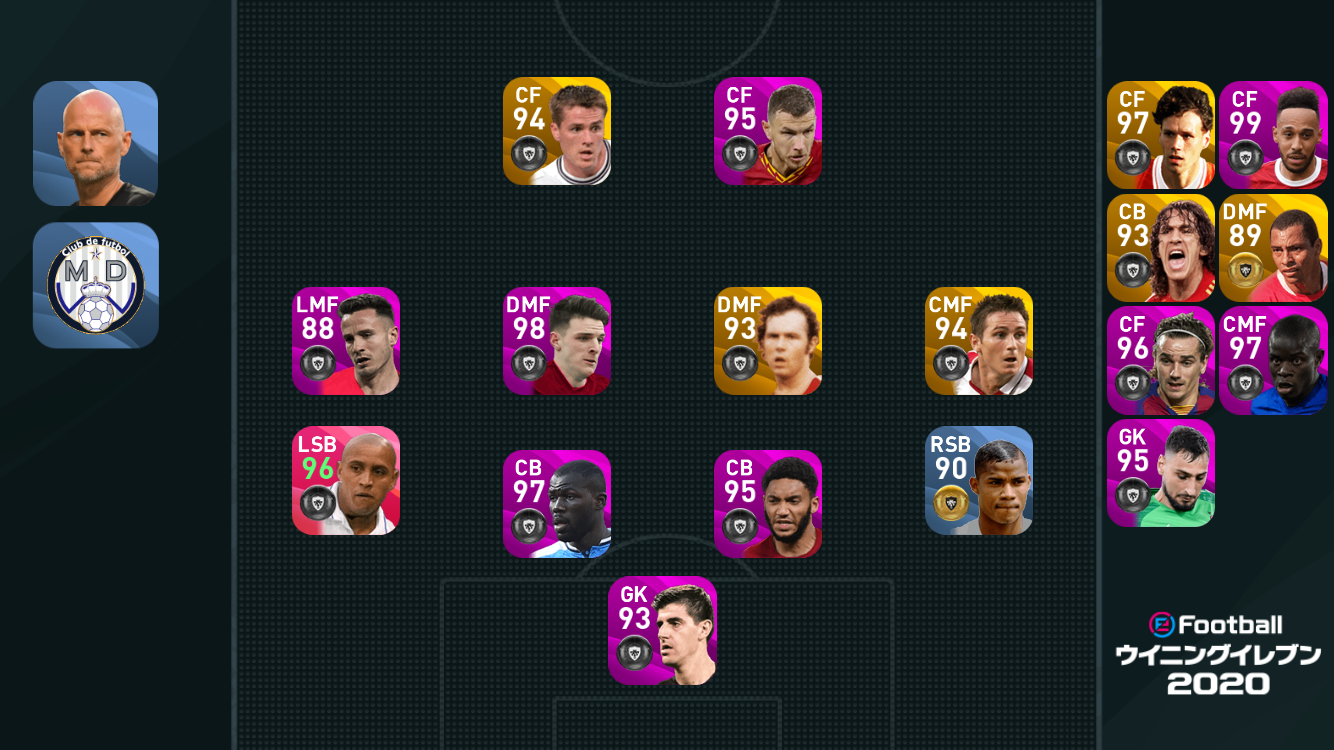 Club de futbol
M D
CF
94
CF
95
LMF
88
DMF
98
DMF
93
CMF
94
LSB
96
CB
97
CB
95
RSB
90
GK
93
CF
97
CF
99
CB
93
DMF
89
CF
96
CMF
97
GK
95
eFootball
ウイニングイレブン
2020